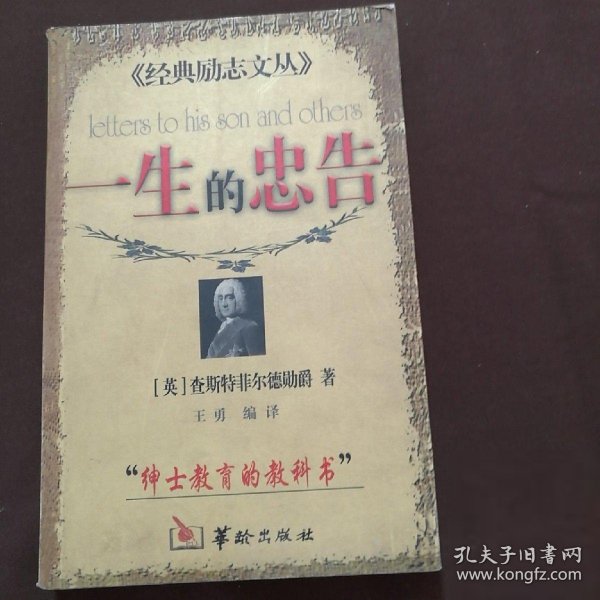 《经典励志文丛》
letters to his son and others
一生的忠告
［英］查斯特菲尔德勋爵 著
王勇 编译
“绅士教育的教科书”
华龄出版社
孔夫子旧书网
www.kongfz.com